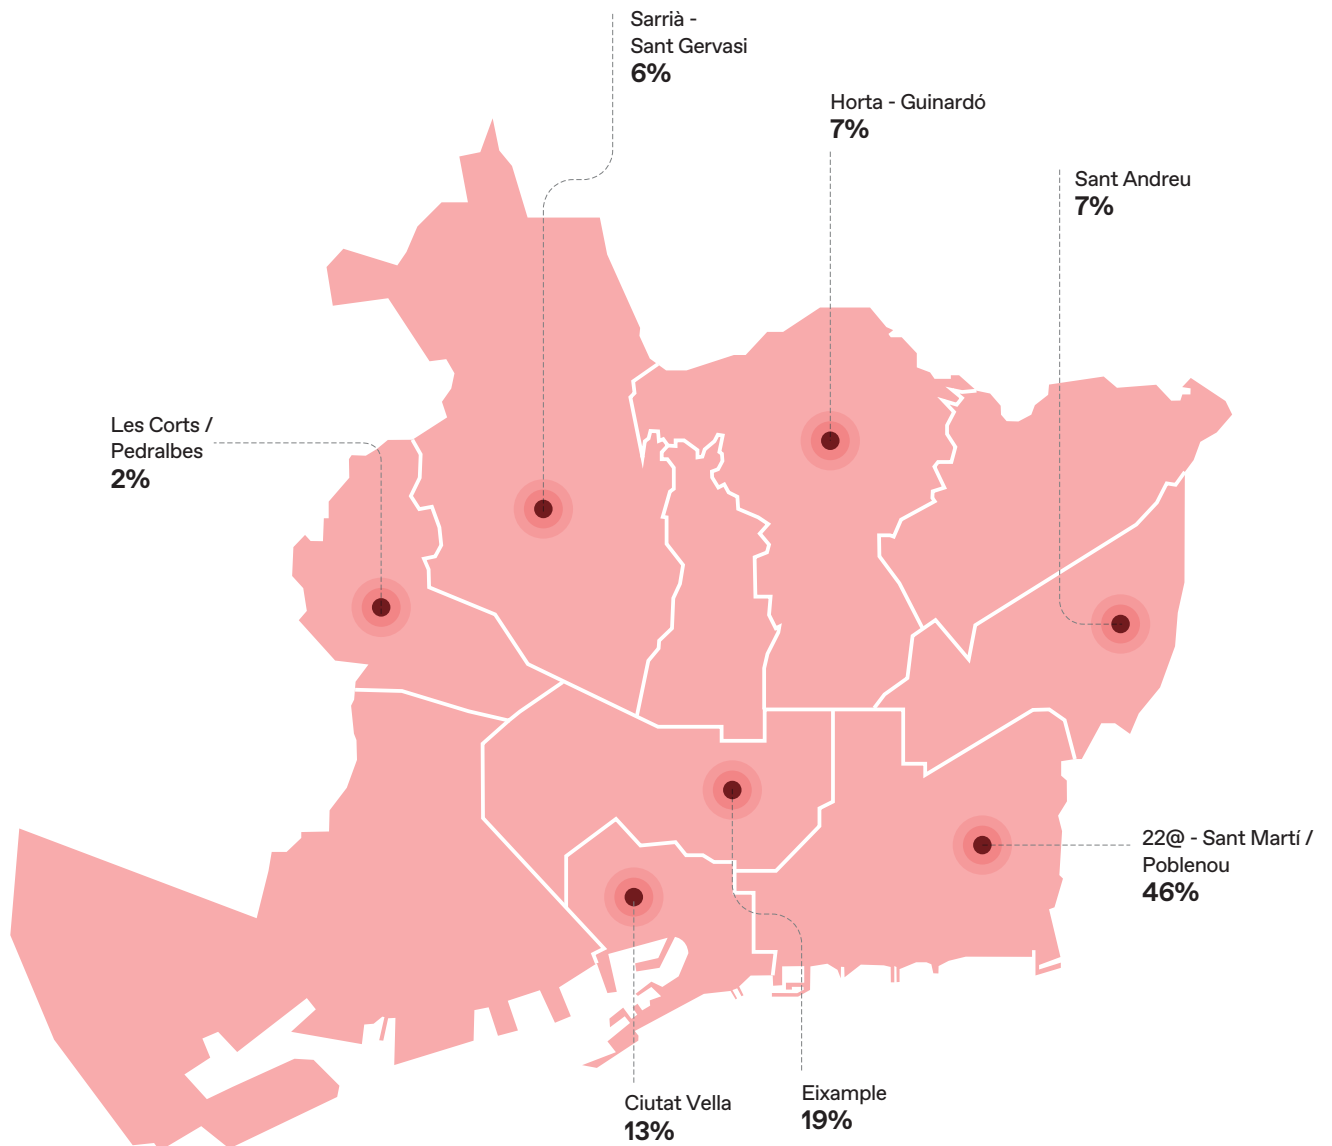 Sarrià -
Sant Gervasi
6%
Horta - Guinardó
7%
Sant Andreu
7%
Les Corts /
Pedralbes
2%
22@ - Sant Martí /
Poblenou
46%
Eixample
19%
Ciutat Vella
13%